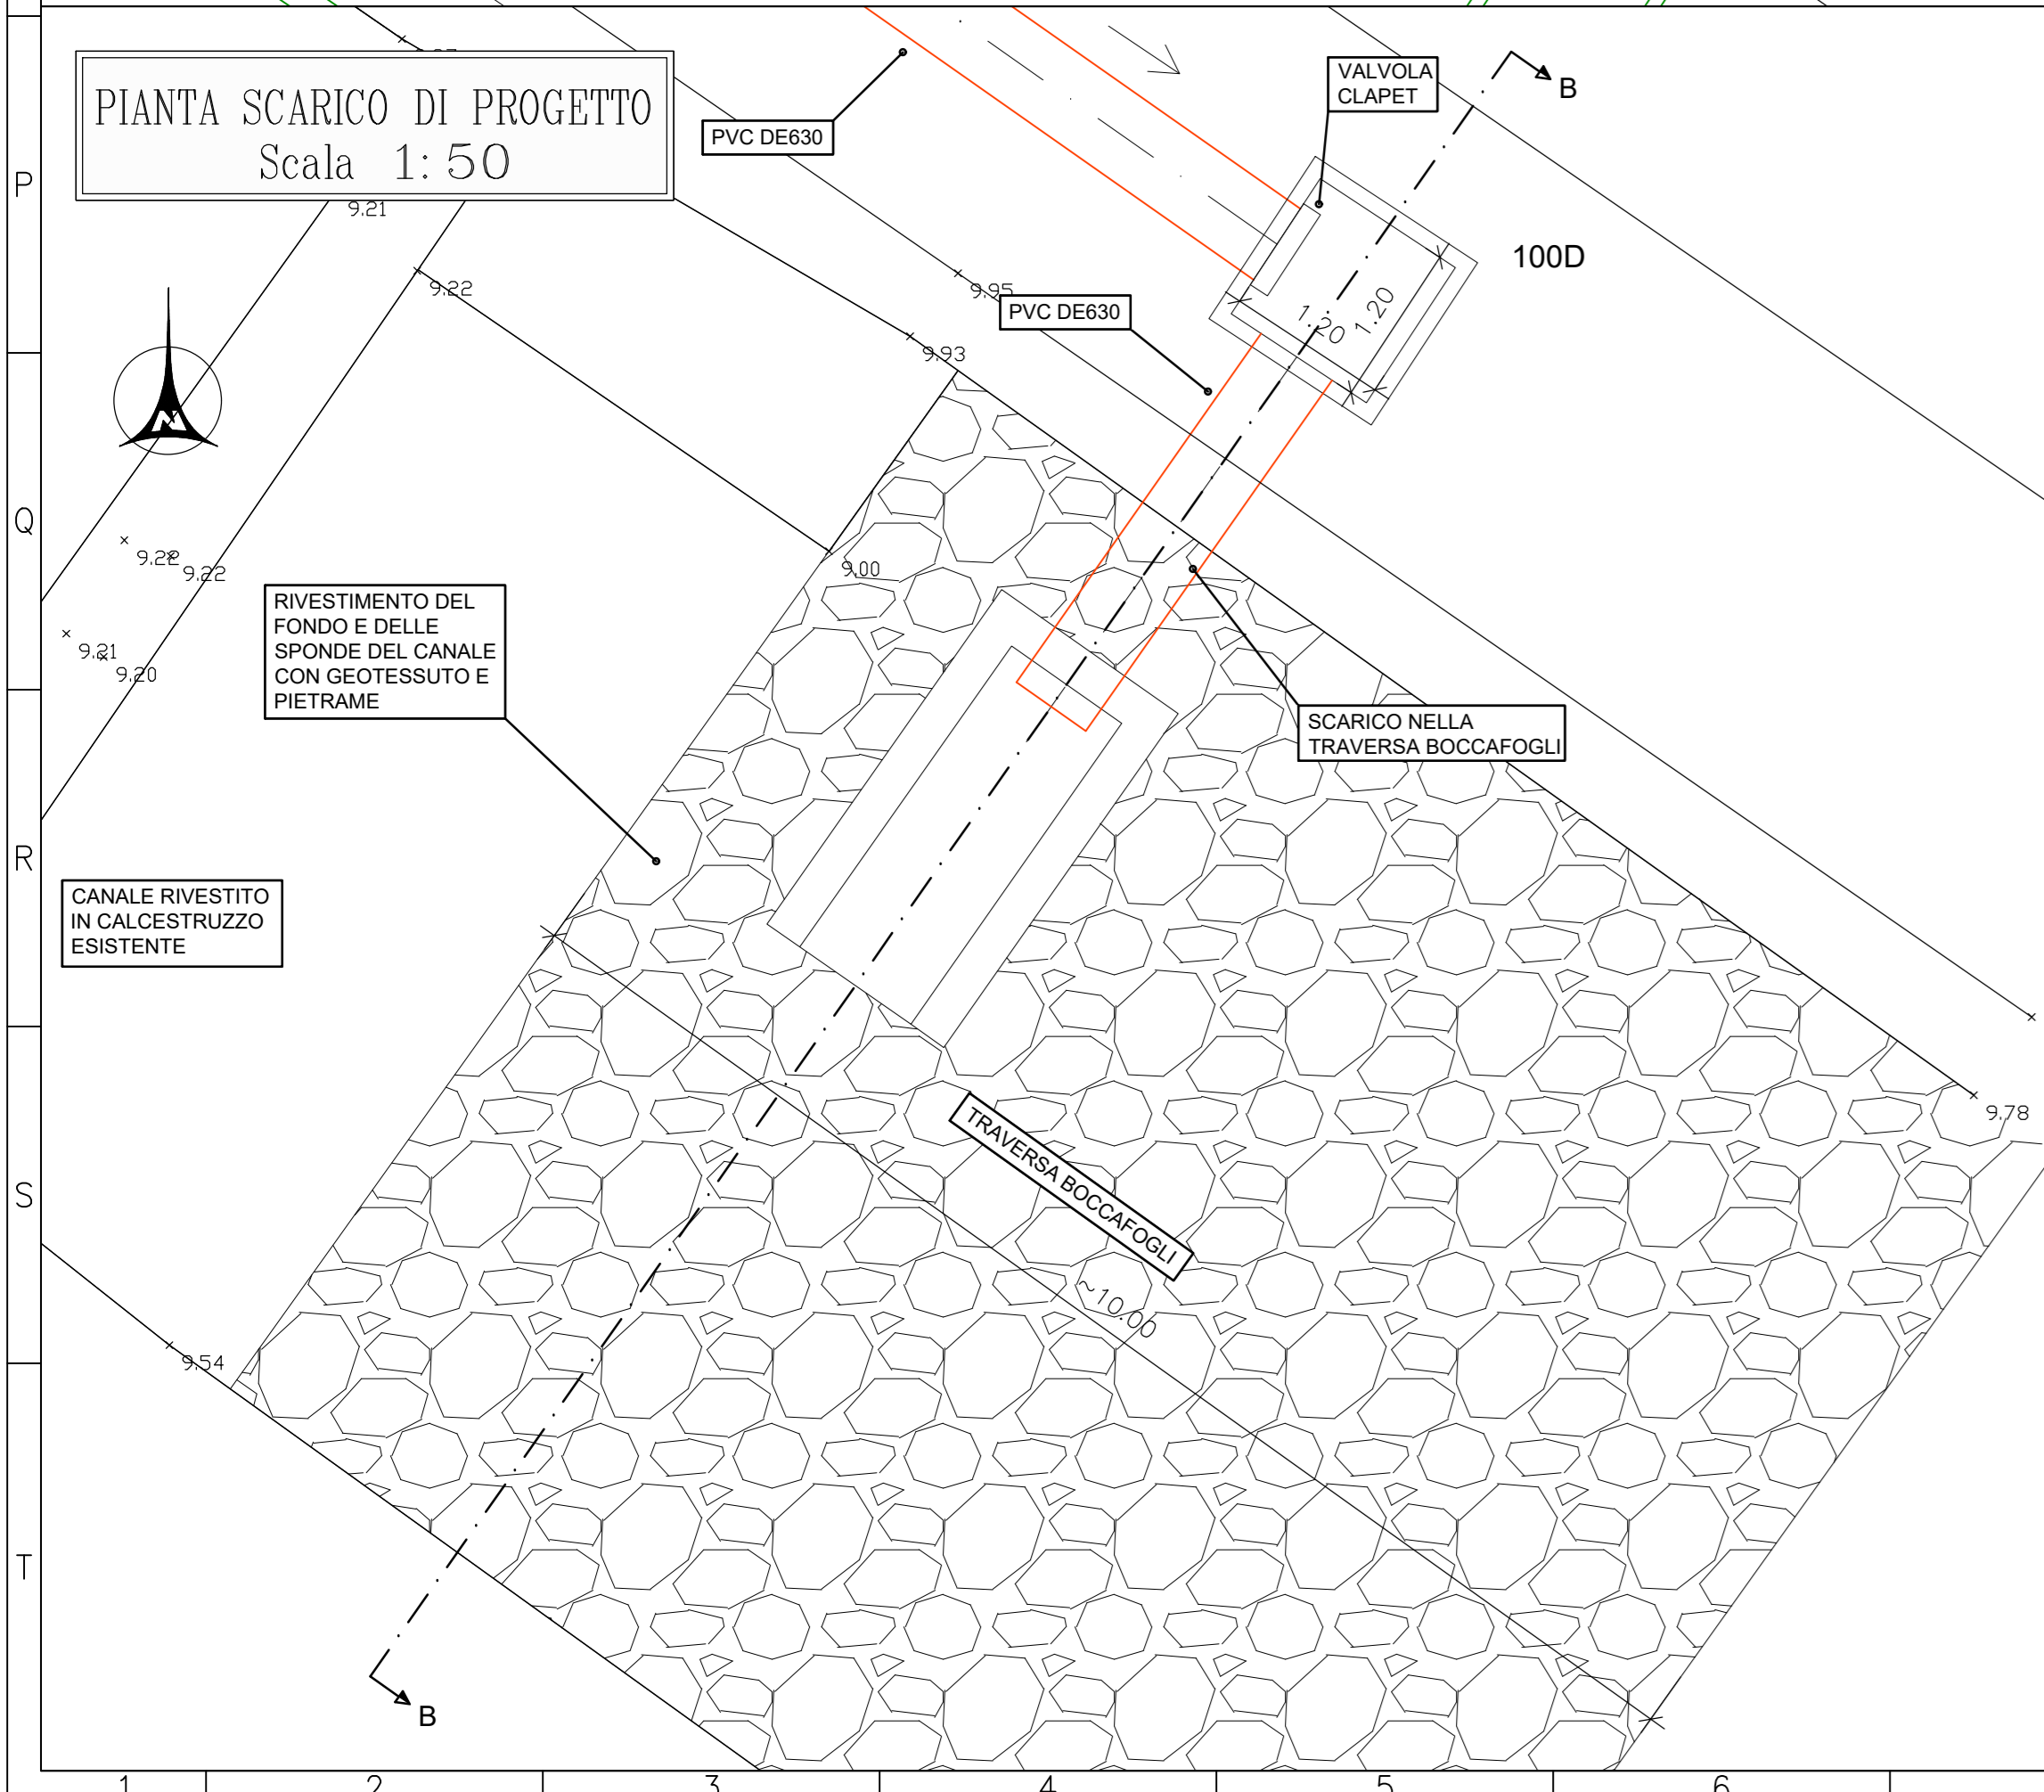 PIANTA SCARICO DI PROGETTO
Scala 1:50
PVC DE630
VALVOLA
CLAPET
B
P
9.21
9.22
9.95
100D
PVC DE630
1.20
1.20
9.93
Q
9.22
9.22
9.00
RIVESTIMENTO DEL
FONDO E DELLE
SPONDE DEL CANALE
CON GEOTESSUTO E
PIETRAME
9.21
9.20
SCARICO NELLA
TRAVERSA BOCCAFOGLI
R
CANALE RIVESTITO
IN CALCESTRUZZO
ESISTENTE
9.78
TRAVERSA BOCCAFOGLI
S
~10.00
9.54
T
B
1
2
3
4
5
6